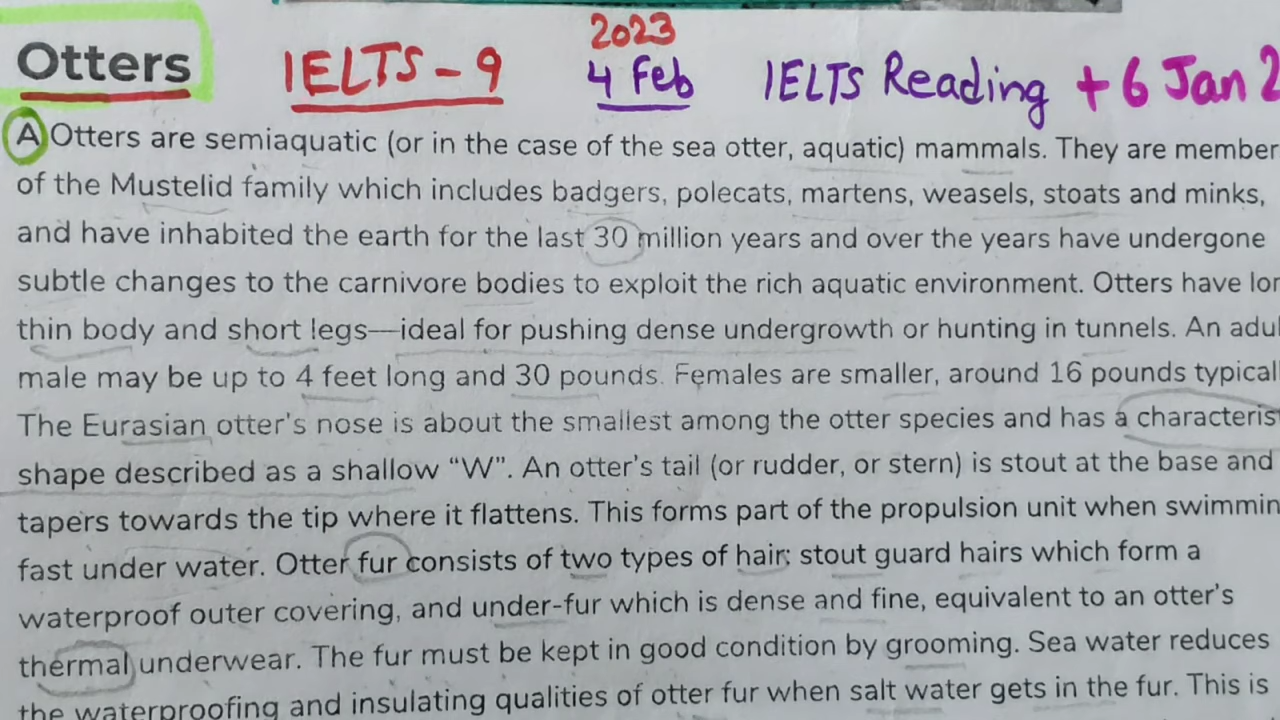 2023
Otters IELTS - 9 4 Feb IELTS Reading + 6 Jan 2
A Otters are semiaquatic (or in the case of the sea otter, aquatic) mammals. They are member
of the Mustelid family which includes badgers, polecats, martens, weasels, stoats and minks,
and have inhabited the earth for the last 30 million years and over the years have undergone
subtle changes to the carnivore bodies to exploit the rich aquatic environment. Otters have lon
thin body and short legs—ideal for pushing dense undergrowth or hunting in tunnels. An adul
male may be up to 4 feet long and 30 pounds. Females are smaller, around 16 pounds typicall
The Eurasian otter's nose is about the smallest among the otter species and has a characteris
shape described as a shallow “W”. An otter's tail (or rudder, or stern) is stout at the base and
tapers towards the tip where it flattens. This forms part of the propulsion unit when swimmin
fast under water. Otter fur consists of two types of hair: stout guard hairs which form a
waterproof outer covering, and under-fur which is dense and fine, equivalent to an otter's
thermal underwear. The fur must be kept in good condition by grooming. Sea water reduces
the waterproofing and insulating qualities of otter fur when salt water gets in the fur. This is